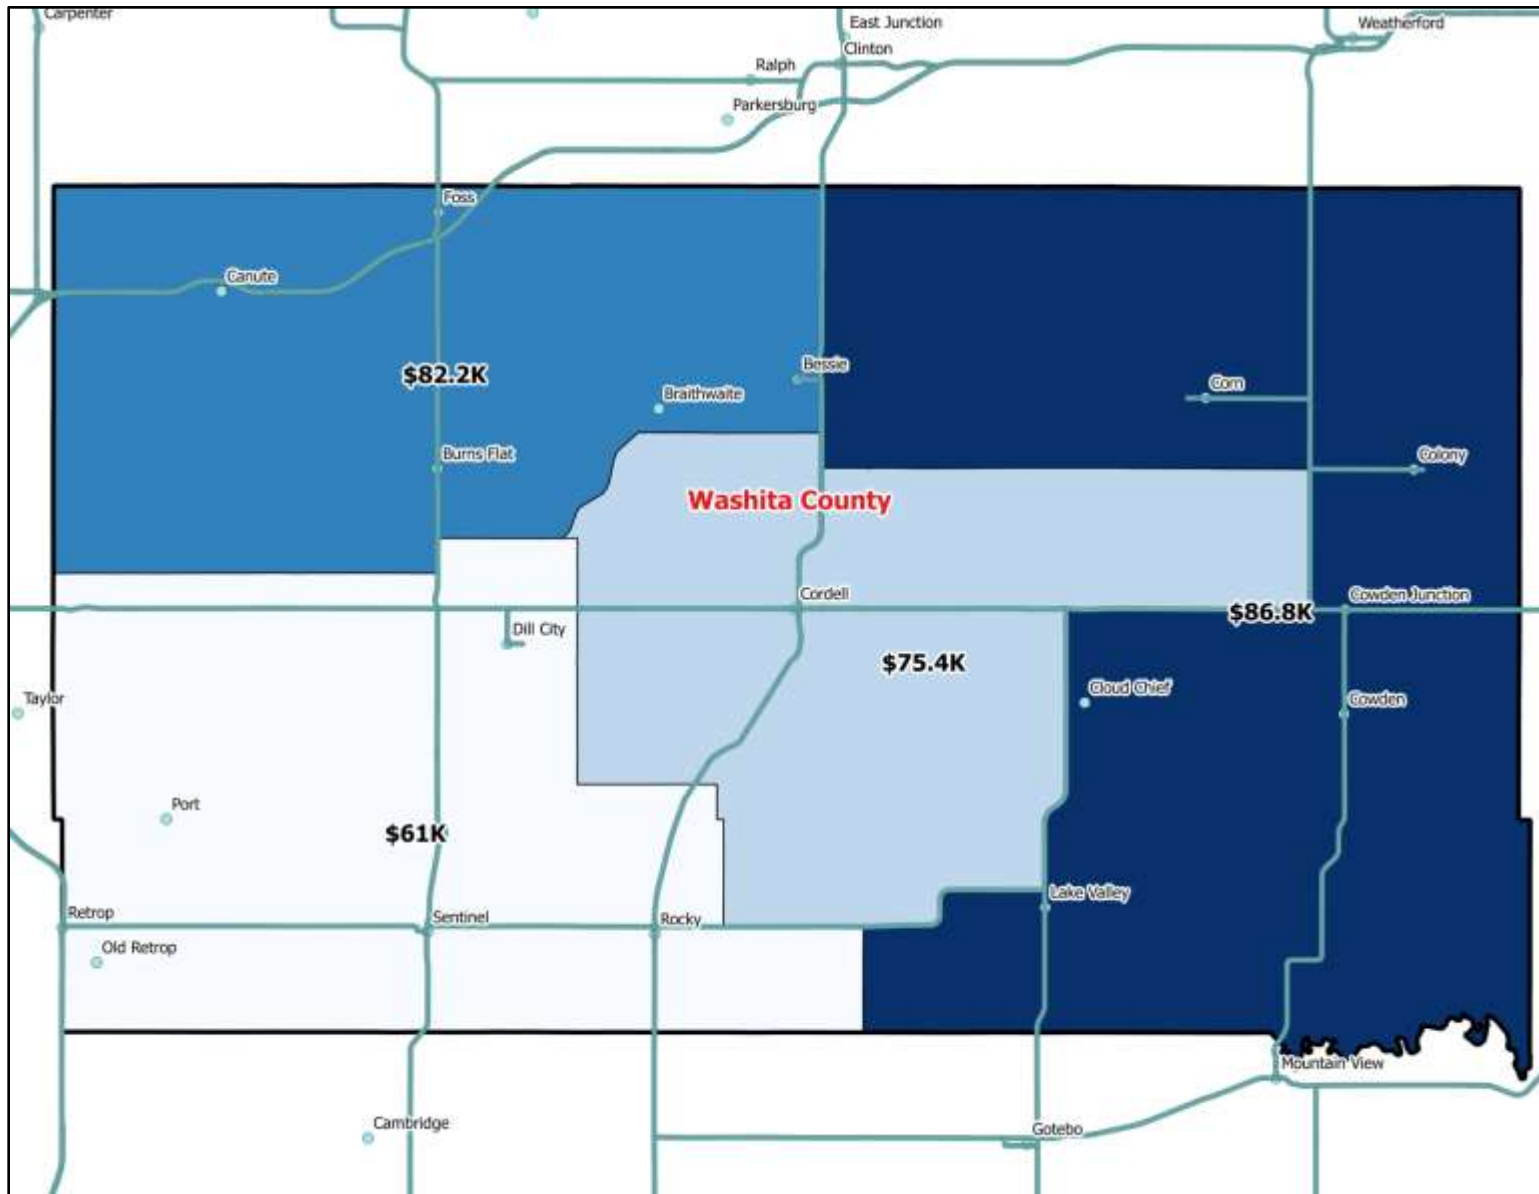 Carpenter
East Junction
Weatherford
Clinton
Ralph
Parkersburg
Foss
Canute
Bessie
$82.2K
Corn
Braithwaite
Burns Flat
Colony
Washita County
Cordell
Cowden Junction
$86.8K
Dill City
$75.4K
Cloud Chief
Taylor
Cowden
Port
$61K
Lake Valley
Retrop
Sentinel
Rocky
Old Retrop
Mountain View
Cambridge
Gotebo